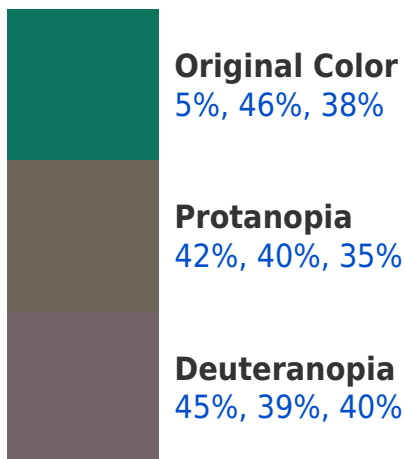 Original Color
5%, 46%, 38%
Protanopia
42%, 40%, 35%
Deuteranopia
45%, 39%, 40%